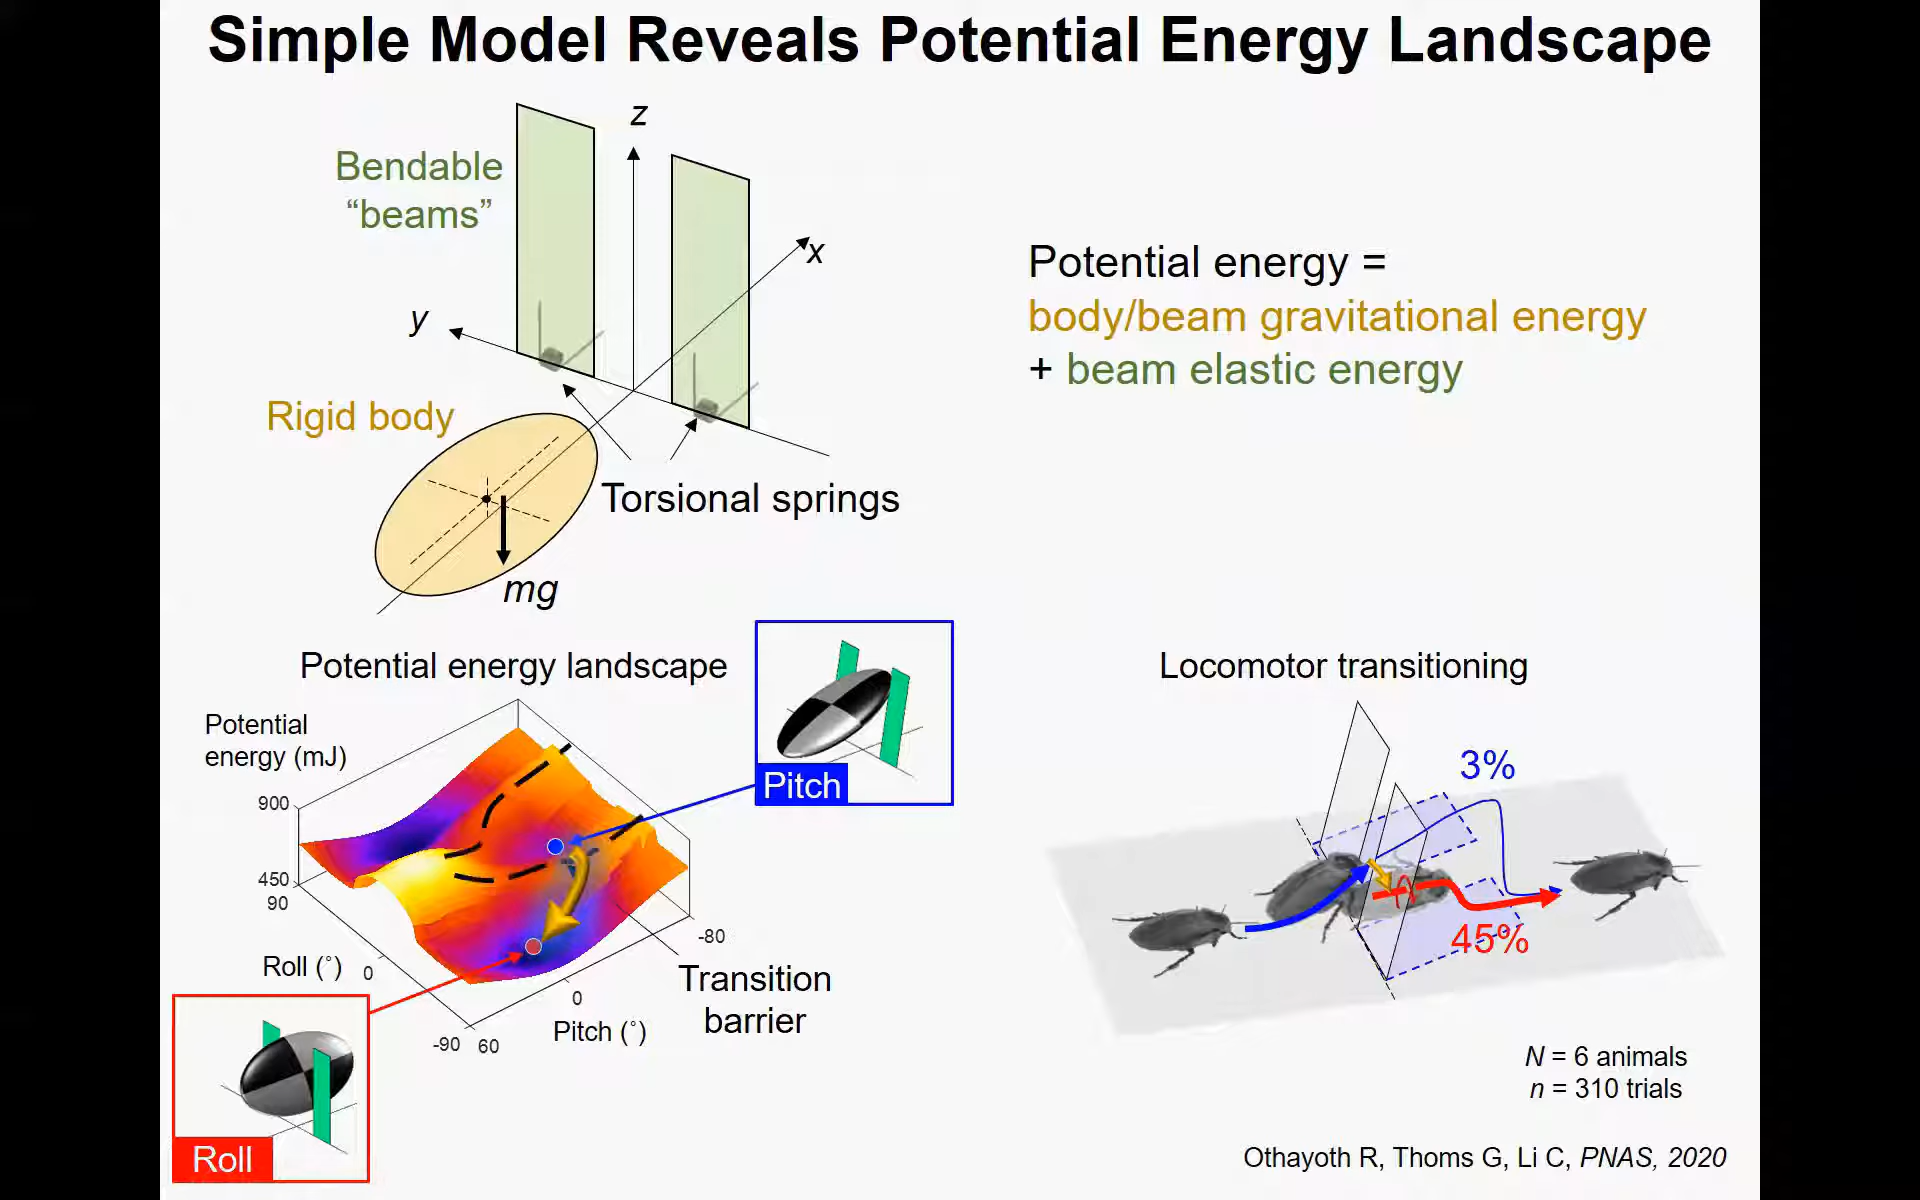 Simple Model Reveals Potential Energy Landscape
z
Bendable
“beams”
x
y
Potential energy =
body/beam gravitational energy
+ beam elastic energy
Rigid body
Torsional springs
mg
Potential energy landscape
Potential
energy (mJ)
900
450
90
Roll (°)
0
-90
60
0
Pitch (°)
-80
Transition
barrier
Pitch
Roll
Locomotor transitioning
3%
45%
N = 6 animals
n = 310 trials
Othayoth R, Thoms G, Li C, PNAS, 2020